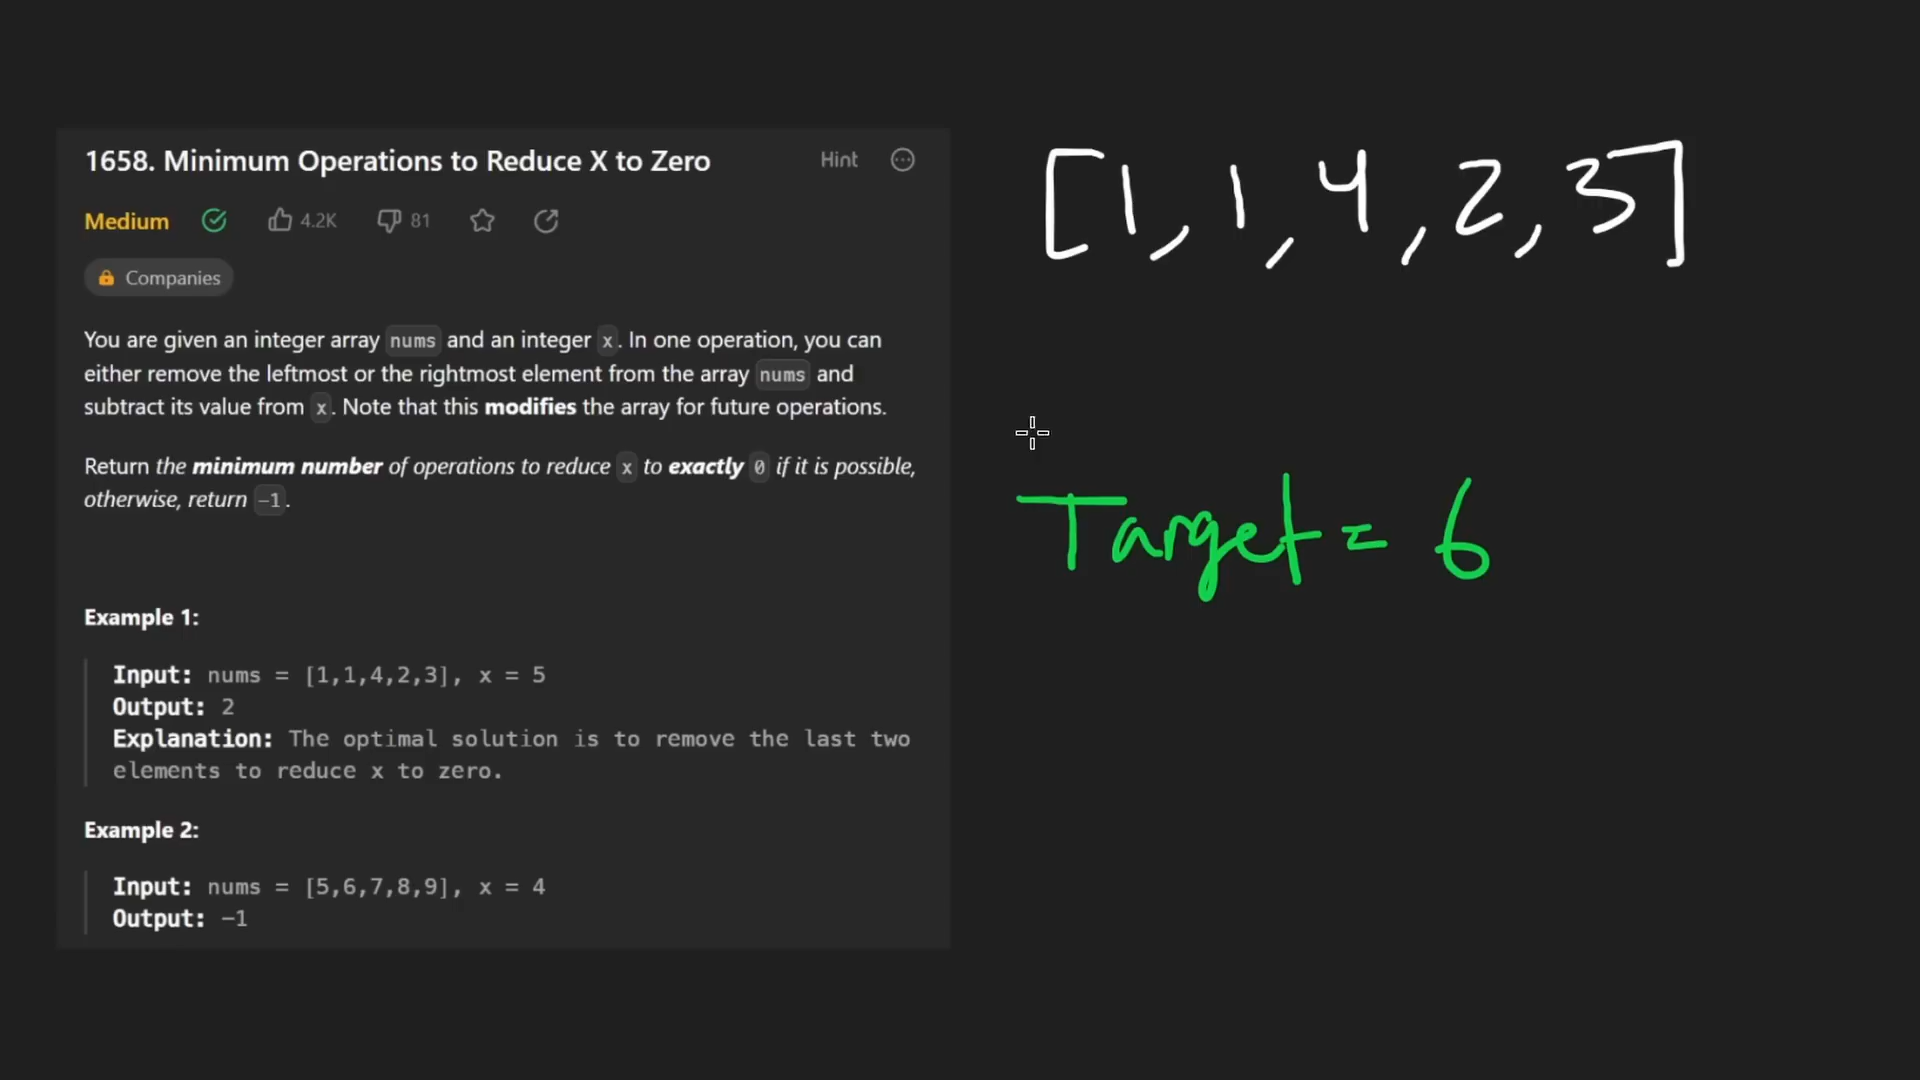 1658. Minimum Operations to Reduce X to Zero
Hint
Medium 4.2K 81
Companies
You are given an integer array nums and an integer x. In one operation, you can
either remove the leftmost or the rightmost element from the array nums and
subtract its value from x. Note that this modifies the array for future operations.
Return the minimum number of operations to reduce x to exactly 0 if it is possible,
otherwise, return -1.
Example 1:
Input: nums = [1,1,4,2,3], x = 5
Output: 2
Explanation: The optimal solution is to remove the last two
elements to reduce x to zero.
Example 2:
Input: nums = [5,6,7,8,9], x = 4
Output: -1
[1,1,4,2,3]
Target = 6